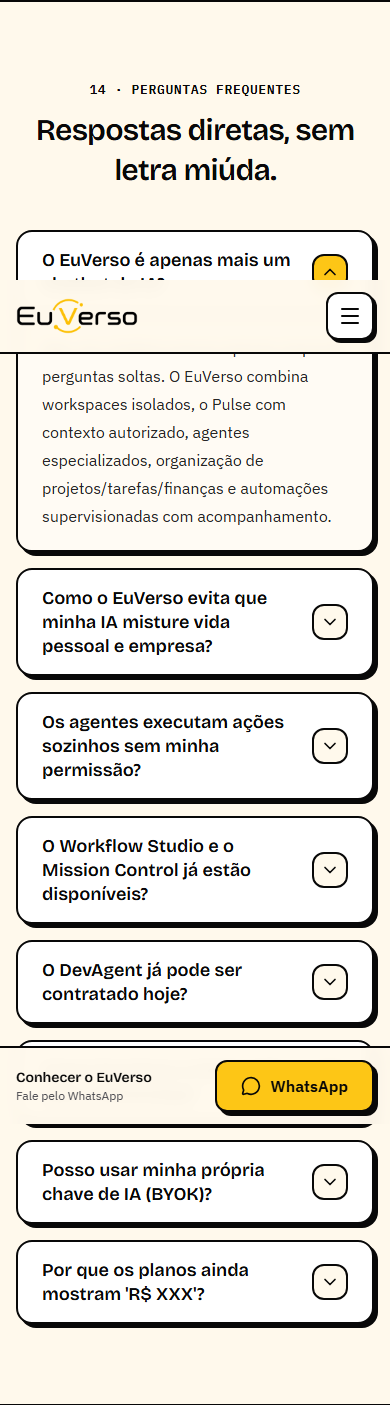 14 · PERGUNTAS FREQUENTES
Respostas diretas, sem
letra miúda.
O EuVerso é apenas mais um
EuVerso
perguntas soltas. O EuVerso combina
workspaces isolados, o Pulse com
contexto autorizado, agentes
especializados, organização de
projetos/tarefas/finanças e automações
supervisionadas com acompanhamento.
Como o EuVerso evita que
minha IA misture vida
pessoal e empresa?
Os agentes executam ações
sozinhos sem minha
permissão?
O Workflow Studio e o
Mission Control já estão
disponíveis?
O DevAgent já pode ser
contratado hoje?
Conhecer o EuVerso
Fale pelo WhatsApp
WhatsApp
Posso usar minha própria
chave de IA (BYOK)?
Por que os planos ainda
mostram 'R$ XXX'?